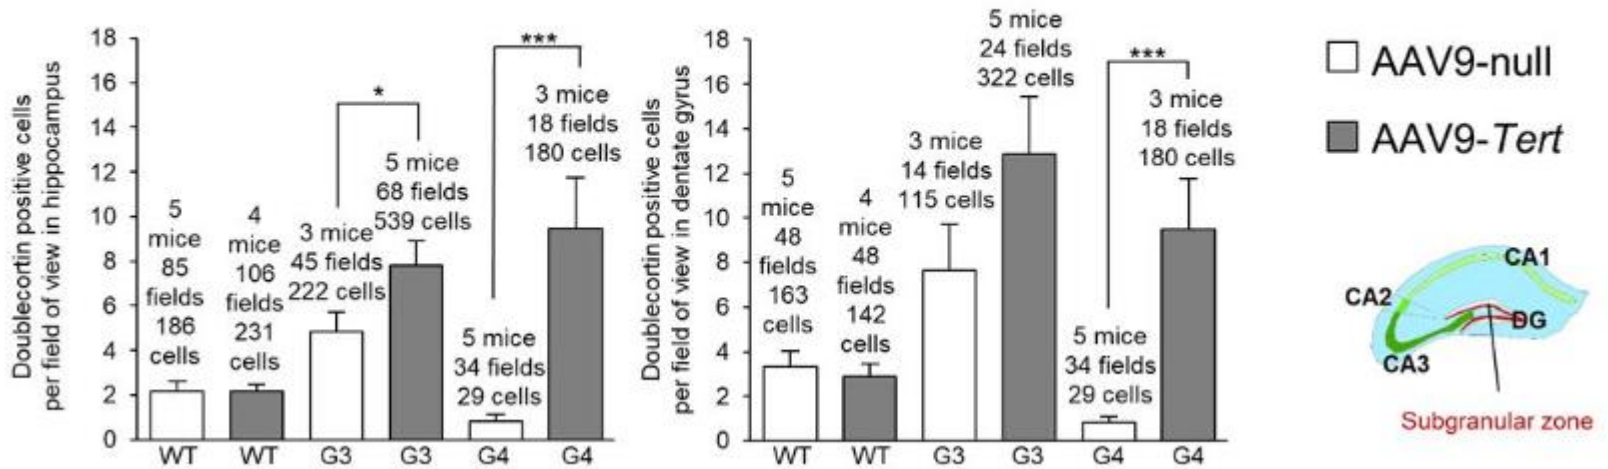 Doublecortin positive cells
per field of view in hippocampus
18
16
14
12
10
8
6
4
2
0
5
mice
85
fields
186
cells
4
mice
106
fields
231
cells
3 mice
45 fields
222 cells
*
5 mice
68 fields
539 cells
5 mice
34 fields
29 cells
***
3 mice
18 fields
180 cells
WT
WT
G3
G3
G4
G4
Doublecortin positive cells
per field of view in dentate gyrus
18
16
14
12
10
8
6
4
2
0
5
mice
48
fields
163
cells
4
mice
48
fields
142
cells
3 mice
14 fields
115 cells
5 mice
24 fields
322 cells
5 mice
34 fields
29 cells
***
3 mice
18 fields
180 cells
WT
WT
G3
G3
G4
G4
AAV9-null
AAV9-Tert
CA1
CA2
DG
CA3
Subgranular zone